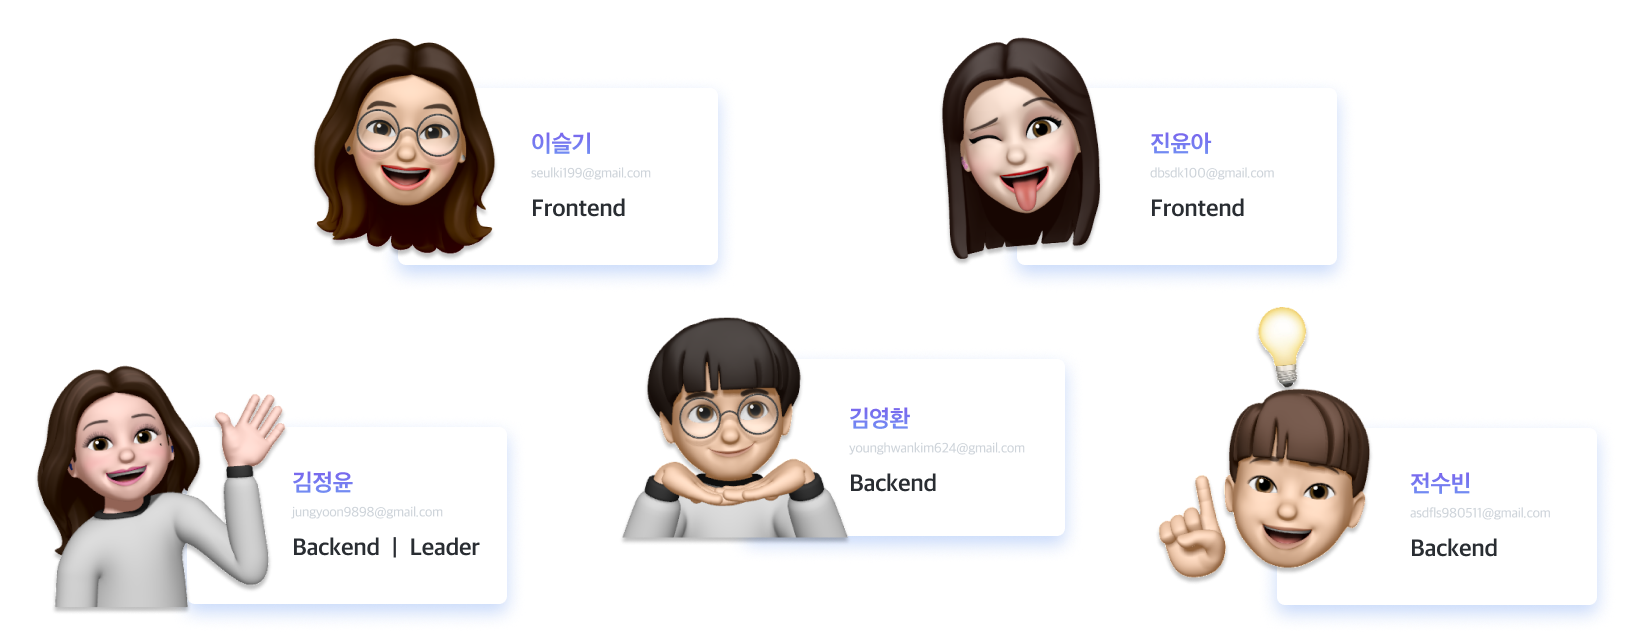 이슬기
seulki199@gmail.com
Frontend
진윤아
dbsdk100@gmail.com
Frontend
김정윤
jungyoon9898@gmail.com
Backend | Leader
김영환
younghwankim624@gmail.com
Backend
전수빈
asdfls980511@gmail.com
Backend